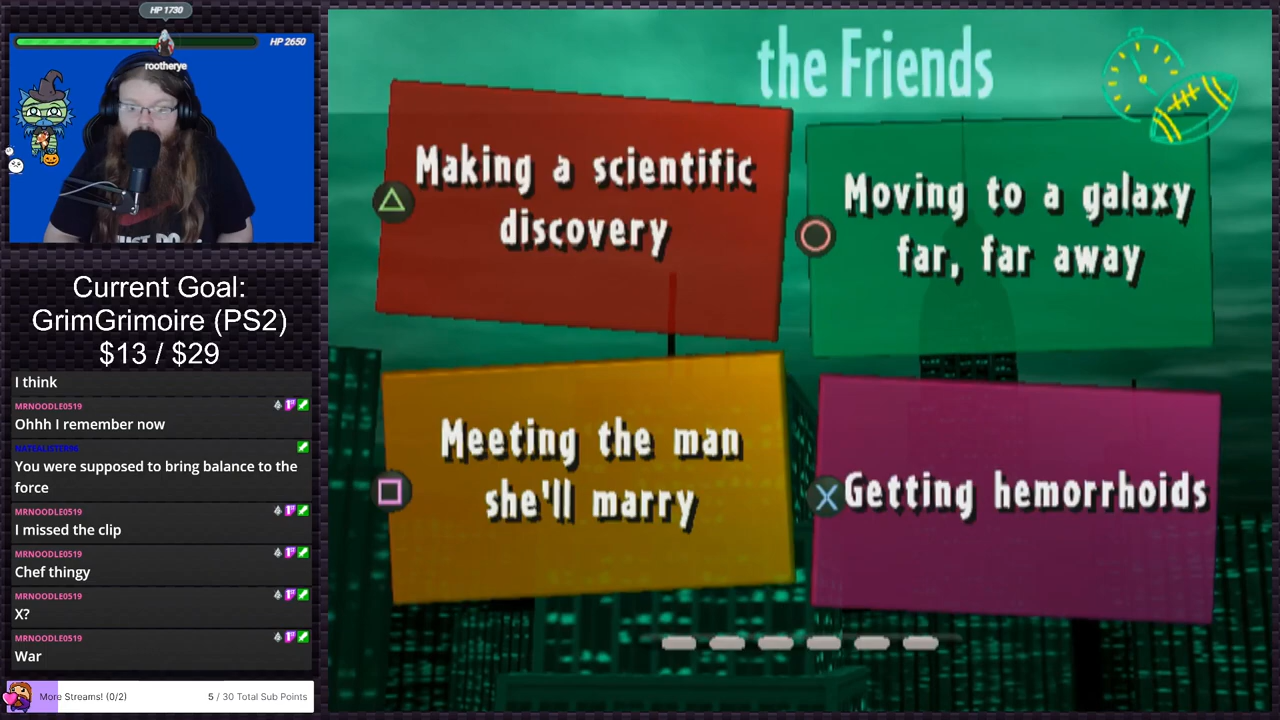 HP 1730
HP 2650
rootherye
Current Goal:
GrimGrimoire (PS2)
$13 / $29
I think
MRNOODLE0519
Ohhh I remember now
You were supposed to bring balance to the
force
MRNOODLE0519
I missed the clip
MRNOODLE0519
Chef thingy
MRNOODLE0519
X?
MRNOODLE0519
War
More Streams! (0/2)
5 / 30 Total Sub Points
the Friends
Making a scientific
discovery
Moving to a galaxy
far, far away
Meeting the man
she'll marry
Getting hemorrhoids